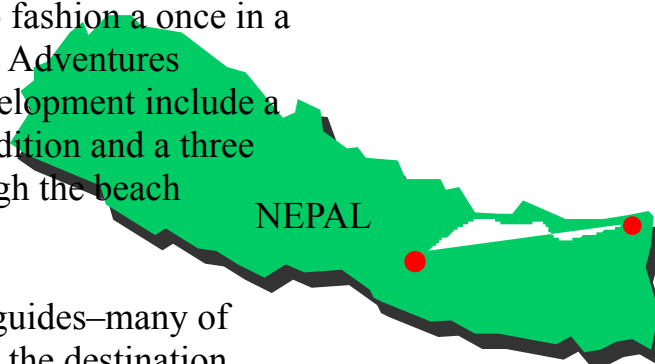 fashion a once in a
Adventures
elopment include a
dition and a three
gh the beach
NEPAL
guides–many of
the destination